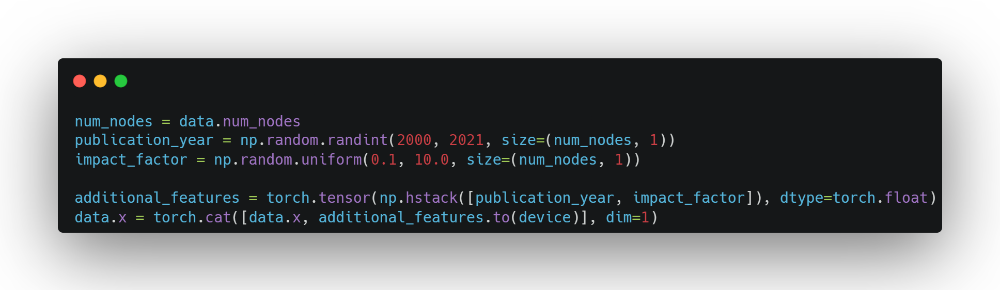 num_nodes = data.num_nodes
publication_year = np.random.randint(2000, 2021, size=(num_nodes, 1))
impact_factor = np.random.uniform(0.1, 10.0, size=(num_nodes, 1))
additional_features = torch.tensor(np.hstack([publication_year, impact_factor]), dtype=torch.float)
data.x = torch.cat([data.x, additional_features.to(device)], dim=1)